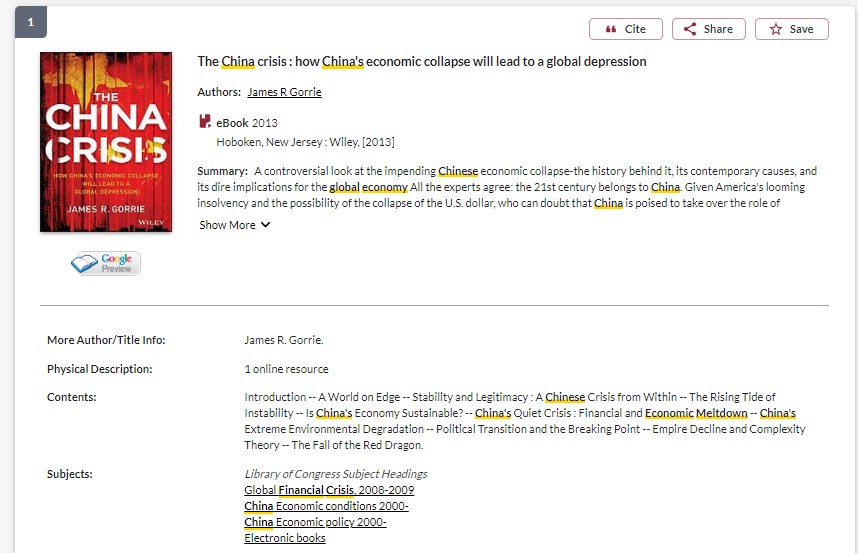 1
Cite
Share
Save
THE
CHINA
CRISIS
HOW CHINA'S ECONOMIC COLLAPSE
WILL LEAD TO A
GLOBAL DEPRESSION
JAMES R. GORRIE
WILEY
Google
Preview
The China crisis : how China's economic collapse will lead to a global depression
Authors: James R Gorrie
eBook 2013
Hoboken, New Jersey : Wiley, [2013]
Summary: A controversial look at the impending Chinese economic collapse-the history behind it, its contemporary causes, and
its dire implications for the global economy All the experts agree: the 21st century belongs to China. Given America's looming
insolvency and the possibility of the collapse of the U.S. dollar, who can doubt that China is poised to take over the role of
Show More
More Author/Title Info: James R. Gorrie.
Physical Description: 1 online resource
Contents: Introduction -- A World on Edge -- Stability and Legitimacy : A Chinese Crisis from Within -- The Rising Tide of
Instability -- Is China's Economy Sustainable? -- China's Quiet Crisis : Financial and Economic Meltdown -- China's
Extreme Environmental Degradation -- Political Transition and the Breaking Point -- Empire Decline and Complexity
Theory -- The Fall of the Red Dragon.
Subjects: Library of Congress Subject Headings
Global Financial Crisis, 2008-2009
China Economic conditions 2000-
China Economic policy 2000-
Electronic books